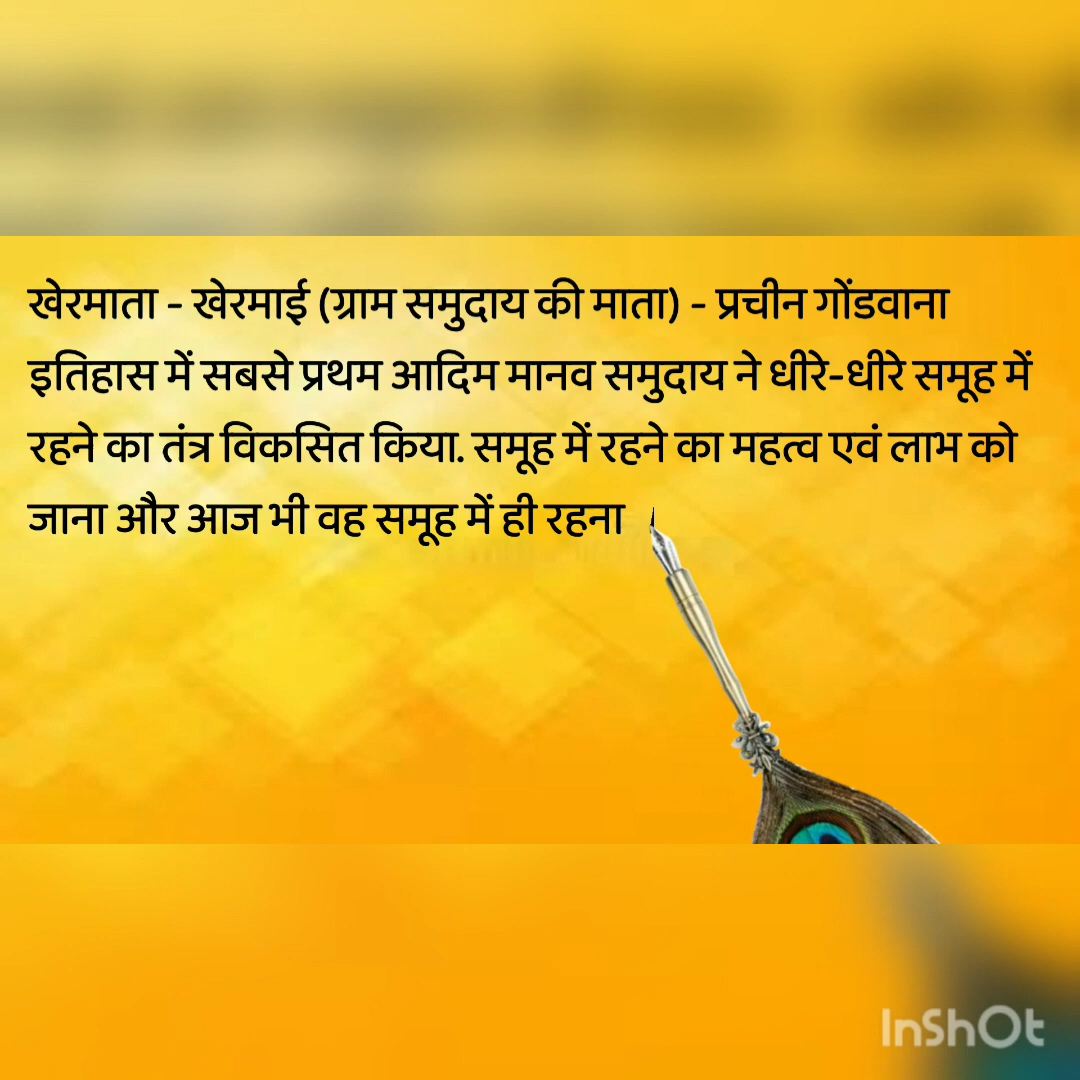 खेरमाता - खेरमाई (ग्राम समुदाय की माता) - प्रचीन गोंडवाना
इतिहास में सबसे प्रथम आदिम मानव समुदाय ने धीरे-धीरे समूह में
रहने का तंत्र विकसित किया. समूह में रहने का महत्व एवं लाभ को
जाना और आज भी वह समूह में ही रहना
InShOt